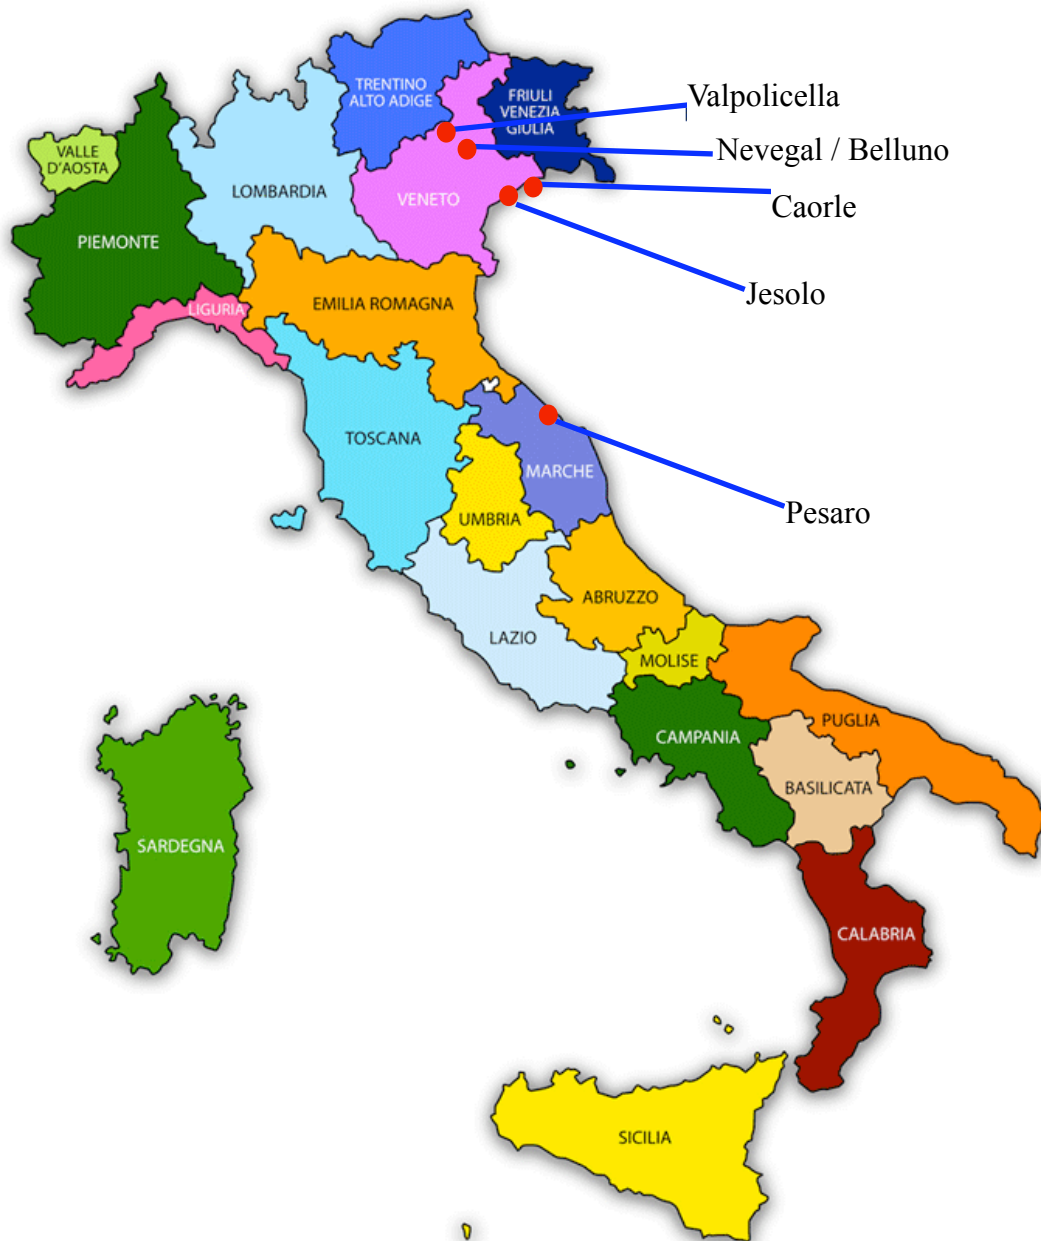 TRENTINO
ALTO ADIGE
FRIULI
VENEZIA
GIULIA
Valpolicella
Nevegal / Belluno
VALLE
D'AOSTA
LOMBARDIA
VENETO
Caorle
PIEMONTE
Jesolo
LIGURIA
EMILIA ROMAGNA
TOSCANA
MARCHE
Pesaro
UMBRIA
ABRUZZO
LAZIO
MOLISE
PUGLIA
CAMPANIA
BASILICATA
SARDEGNA
CALABRIA
SICILIA